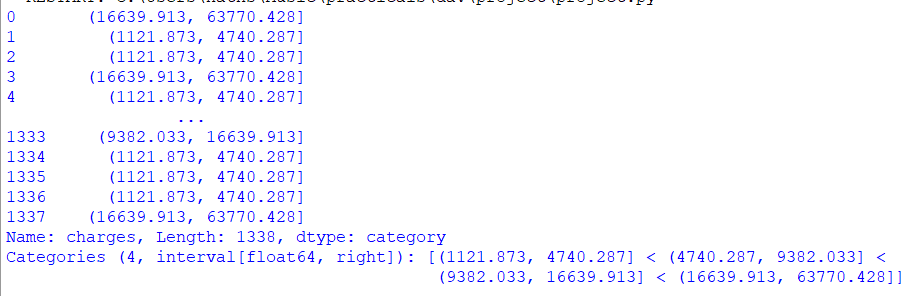 0       (16639.913, 63770.428]
1         (1121.873, 4740.287]
2         (1121.873, 4740.287]
3       (16639.913, 63770.428]
4         (1121.873, 4740.287]
                 ...
1333     (9382.033, 16639.913]
1334      (1121.873, 4740.287]
1335      (1121.873, 4740.287]
1336      (1121.873, 4740.287]
1337    (16639.913, 63770.428]
Name: charges, Length: 1338, dtype: category
Categories (4, interval[float64, right]): [(1121.873, 4740.287] < (4740.287, 9382.033] <
                                           (9382.033, 16639.913] < (16639.913, 63770.428]]